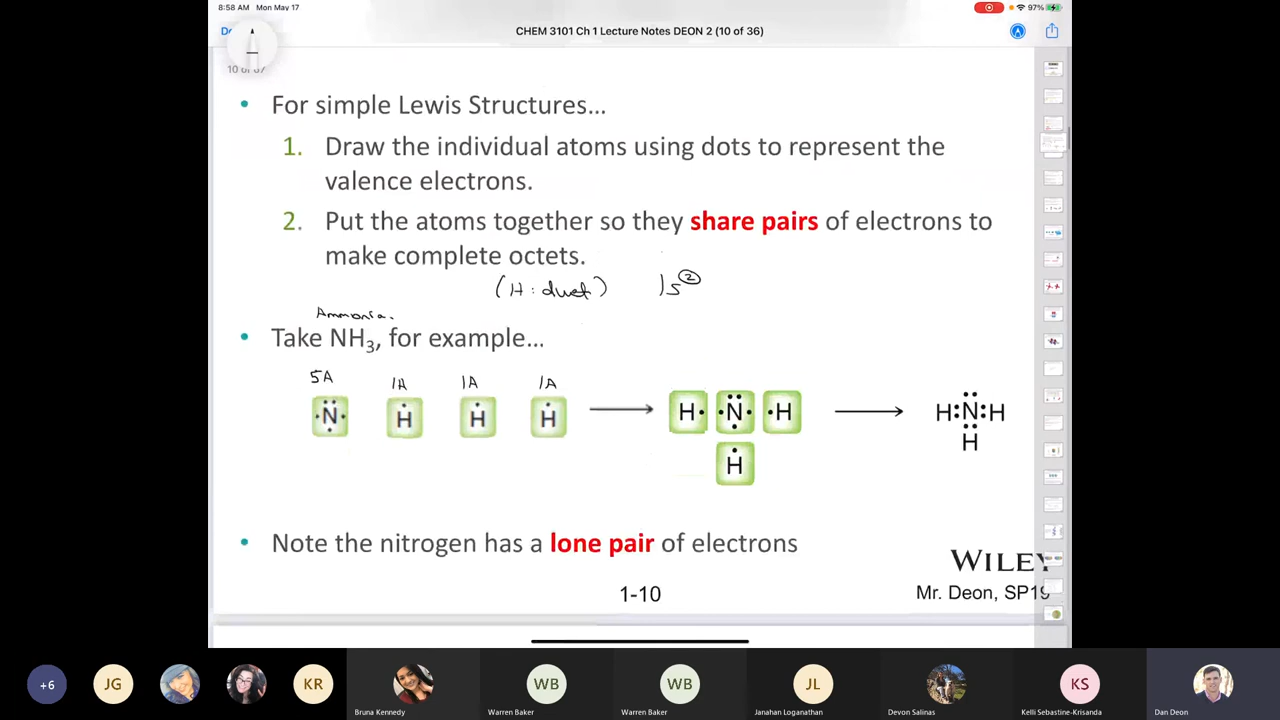 8:58 AM Mon May 17
97%
CHEM 3101 Ch 1 Lecture Notes DEON 2 (10 of 36)
• For simple Lewis Structures…
1. Draw the individual atoms using dots to represent the
valence electrons.
2. Put the atoms together so they share pairs of electrons to
make complete octets.
(H : duet) 1s²
Ammonia
• Take NH₃, for example…
5A 1A 1A 1A
N H H H H N H H N H
H H
• Note the nitrogen has a lone pair of electrons
WILEY
1-10
Mr. Deon, SP19
+6 JG KR WB WB JL KS
Bruna Kennedy Warren Baker Warren Baker Janahan Loganathan Devon Salinas Kelli Sebastine-Krisanda Dan Deon